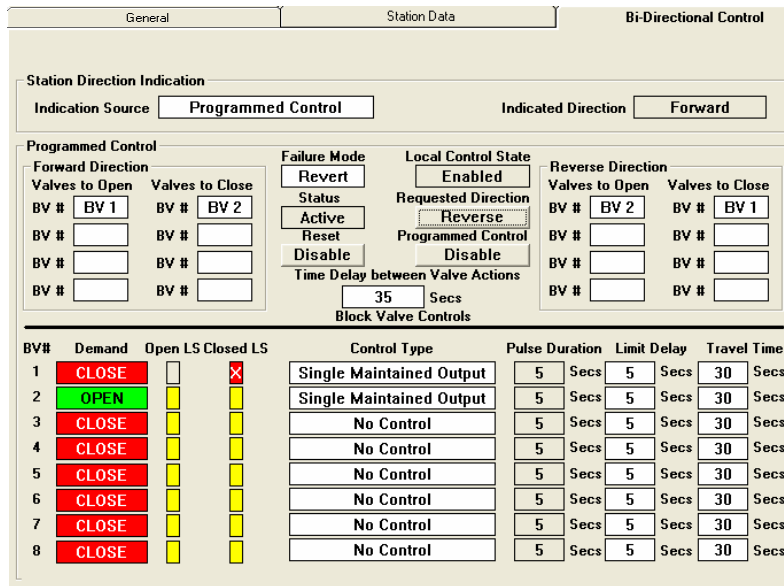 General Station Data Bi-Directional Control
Station Direction Indication
Indication Source Programmed Control Indicated Direction Forward
Programmed Control
Forward Direction
Valves to Open Valves to Close
BV # BV 1 BV # BV 2
BV # BV #
BV # BV #
BV # BV #
Failure Mode Local Control State
Revert Enabled
Status Requested Direction
Active Reverse
Reset Programmed Control
Disable Disable
Time Delay between Valve Actions
35 Secs
Block Valve Controls
Reverse Direction
Valves to Open Valves to Close
BV # BV 2 BV # BV 1
BV # BV #
BV # BV #
BV # BV #
BV# Demand Open LS Closed LS Control Type Pulse Duration Limit Delay Travel Time
1 CLOSE X Single Maintained Output 5 Secs 5 Secs 30 Secs
2 OPEN Single Maintained Output 5 Secs 5 Secs 30 Secs
3 CLOSE No Control 5 Secs 5 Secs 30 Secs
4 CLOSE No Control 5 Secs 5 Secs 30 Secs
5 CLOSE No Control 5 Secs 5 Secs 30 Secs
6 CLOSE No Control 5 Secs 5 Secs 30 Secs
7 CLOSE No Control 5 Secs 5 Secs 30 Secs
8 CLOSE No Control 5 Secs 5 Secs 30 Secs